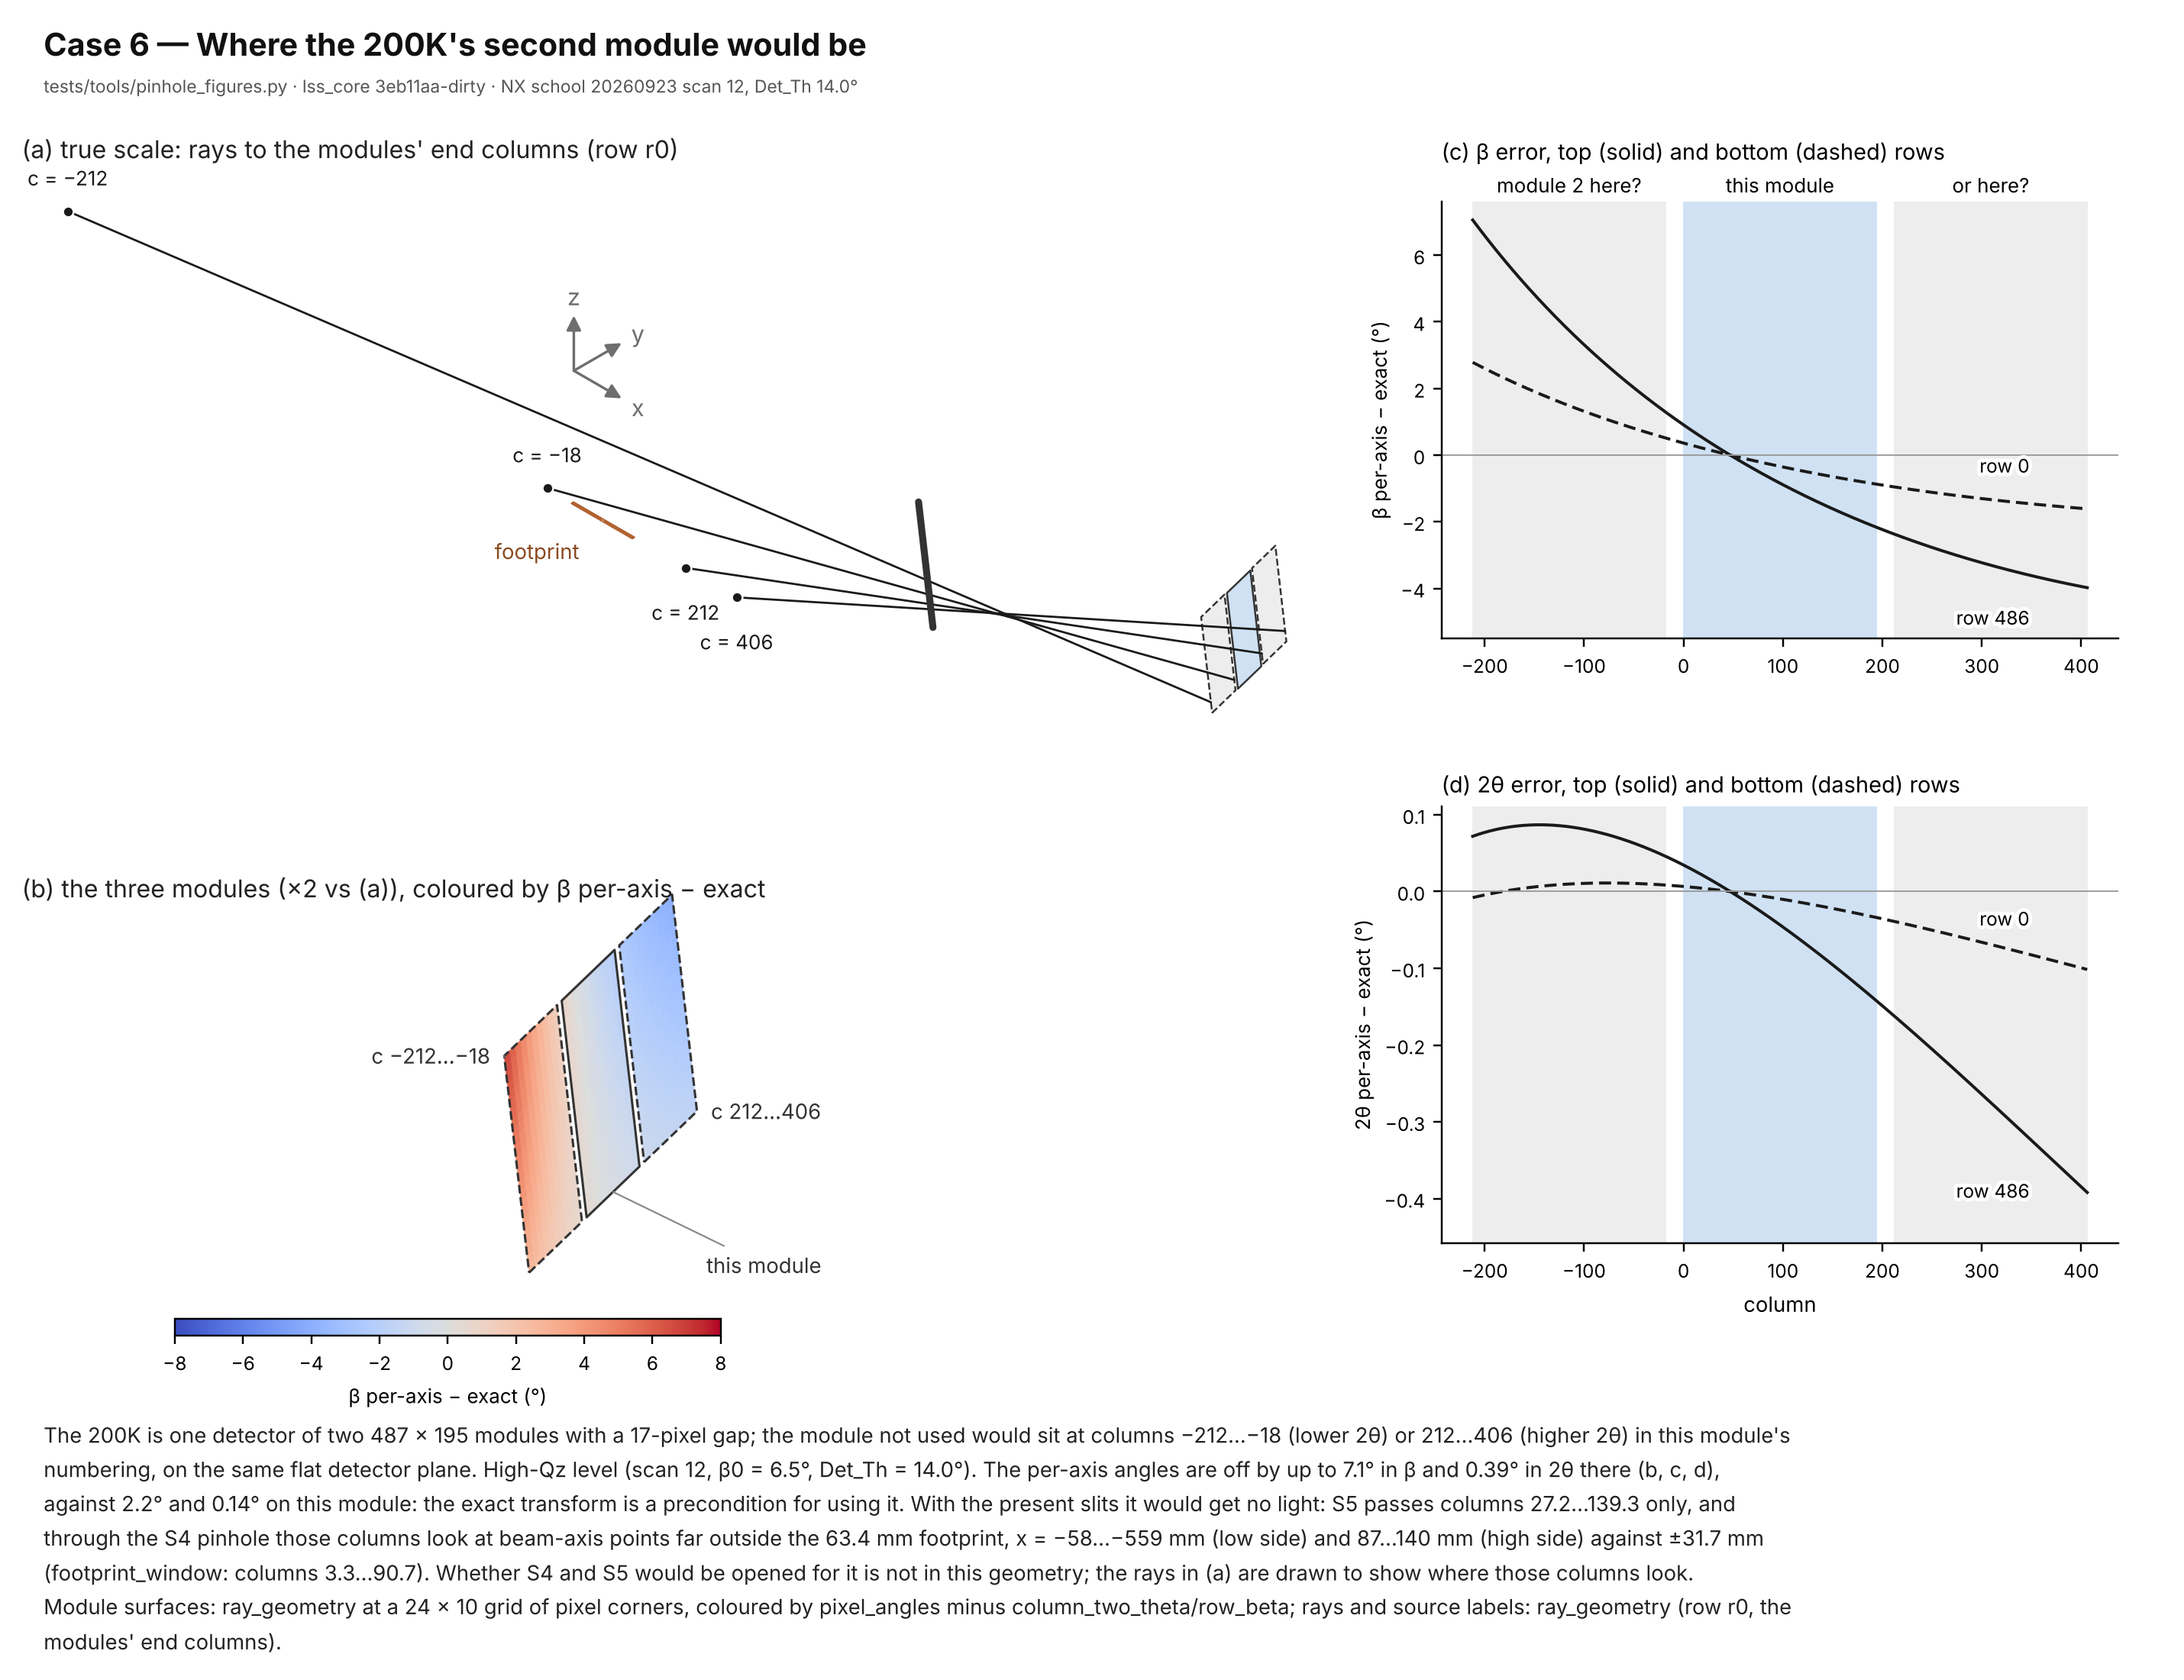 Case 6 — Where the 200K's second module would be
tests/tools/pinhole_figures.py · lss_core 3eb11aa-dirty · NX school 20260923 scan 12, Det_Th 14.0°
(a) true scale: rays to the modules' end columns (row r0)
c = −212
z
y
x
c = −18
footprint
c = 212
c = 406
(b) the three modules (×2 vs (a)), coloured by β per-axis − exact
c −212...−18
c 212...406
this module
−8 −6 −4 −2 0 2 4 6 8
β per-axis − exact (°)
(c) β error, top (solid) and bottom (dashed) rows
module 2 here? this module or here?
6
4
2
0
−2
−4
β per-axis − exact (°)
row 0
row 486
−200 −100 0 100 200 300 400
(d) 2θ error, top (solid) and bottom (dashed) rows
0.1
0.0
−0.1
−0.2
−0.3
−0.4
2θ per-axis − exact (°)
row 0
row 486
−200 −100 0 100 200 300 400
column
The 200K is one detector of two 487 × 195 modules with a 17-pixel gap; the module not used would sit at columns −212...−18 (lower 2θ) or 212...406 (higher 2θ) in this module's
numbering, on the same flat detector plane. High-Qz level (scan 12, β0 = 6.5°, Det_Th = 14.0°). The per-axis angles are off by up to 7.1° in β and 0.39° in 2θ there (b, c, d),
against 2.2° and 0.14° on this module: the exact transform is a precondition for using it. With the present slits it would get no light: S5 passes columns 27.2...139.3 only, and
through the S4 pinhole those columns look at beam-axis points far outside the 63.4 mm footprint, x = −58...−559 mm (low side) and 87...140 mm (high side) against ±31.7 mm
(footprint_window: columns 3.3...90.7). Whether S4 and S5 would be opened for it is not in this geometry; the rays in (a) are drawn to show where those columns look.
Module surfaces: ray_geometry at a 24 × 10 grid of pixel corners, coloured by pixel_angles minus column_two_theta/row_beta; rays and source labels: ray_geometry (row r0, the
modules' end columns).